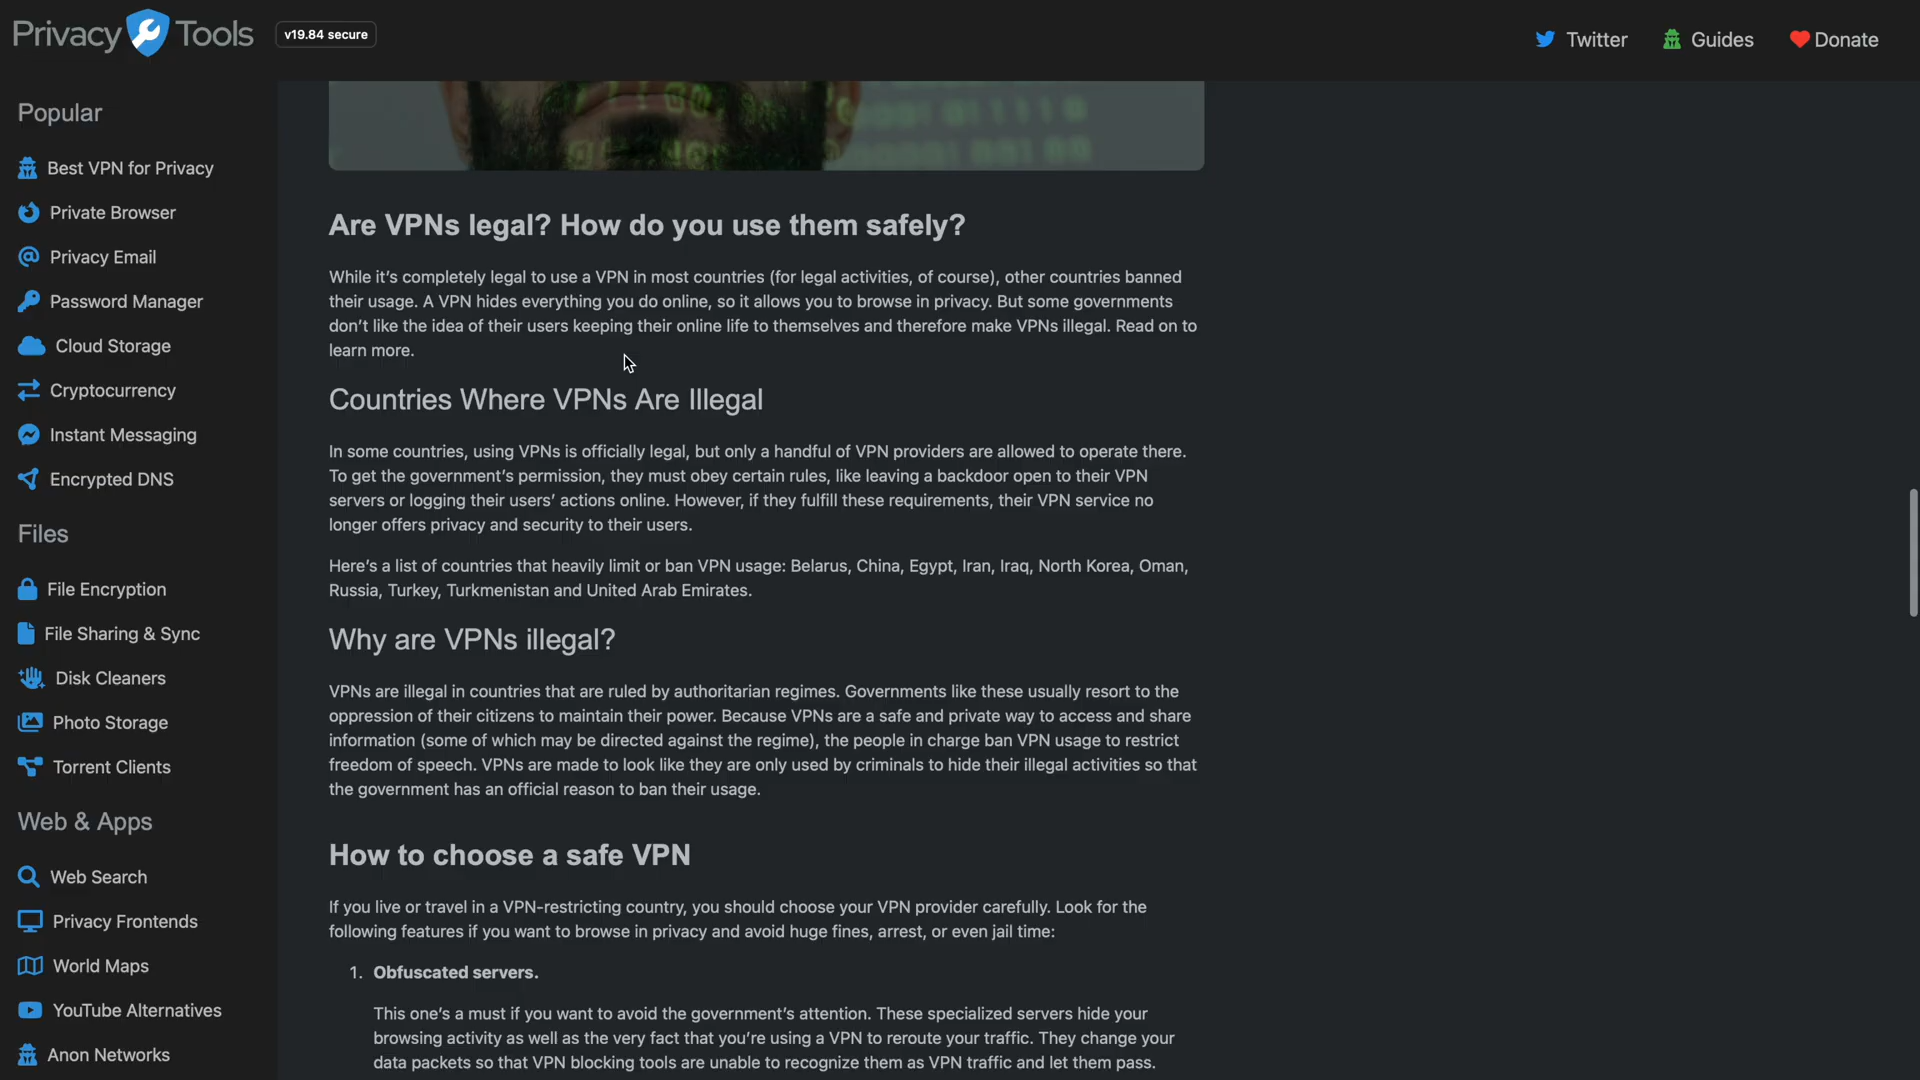 Privacy Tools
v19.84 secure
Twitter
Guides
Donate
Popular
Best VPN for Privacy
Private Browser
Privacy Email
Password Manager
Cloud Storage
Cryptocurrency
Instant Messaging
Encrypted DNS
Files
File Encryption
File Sharing & Sync
Disk Cleaners
Photo Storage
Torrent Clients
Web & Apps
Web Search
Privacy Frontends
World Maps
YouTube Alternatives
Anon Networks
Are VPNs legal? How do you use them safely?
While it’s completely legal to use a VPN in most countries (for legal activities, of course), other countries banned
their usage. A VPN hides everything you do online, so it allows you to browse in privacy. But some governments
don’t like the idea of their users keeping their online life to themselves and therefore make VPNs illegal. Read on to
learn more.
Countries Where VPNs Are Illegal
In some countries, using VPNs is officially legal, but only a handful of VPN providers are allowed to operate there.
To get the government’s permission, they must obey certain rules, like leaving a backdoor open to their VPN
servers or logging their users’ actions online. However, if they fulfill these requirements, their VPN service no
longer offers privacy and security to their users.
Here’s a list of countries that heavily limit or ban VPN usage: Belarus, China, Egypt, Iran, Iraq, North Korea, Oman,
Russia, Turkey, Turkmenistan and United Arab Emirates.
Why are VPNs illegal?
VPNs are illegal in countries that are ruled by authoritarian regimes. Governments like these usually resort to the
oppression of their citizens to maintain their power. Because VPNs are a safe and private way to access and share
information (some of which may be directed against the regime), the people in charge ban VPN usage to restrict
freedom of speech. VPNs are made to look like they are only used by criminals to hide their illegal activities so that
the government has an official reason to ban their usage.
How to choose a safe VPN
If you live or travel in a VPN-restricting country, you should choose your VPN provider carefully. Look for the
following features if you want to browse in privacy and avoid huge fines, arrest, or even jail time:
1. Obfuscated servers.
This one’s a must if you want to avoid the government’s attention. These specialized servers hide your
browsing activity as well as the very fact that you’re using a VPN to reroute your traffic. They change your
data packets so that VPN blocking tools are unable to recognize them as VPN traffic and let them pass.